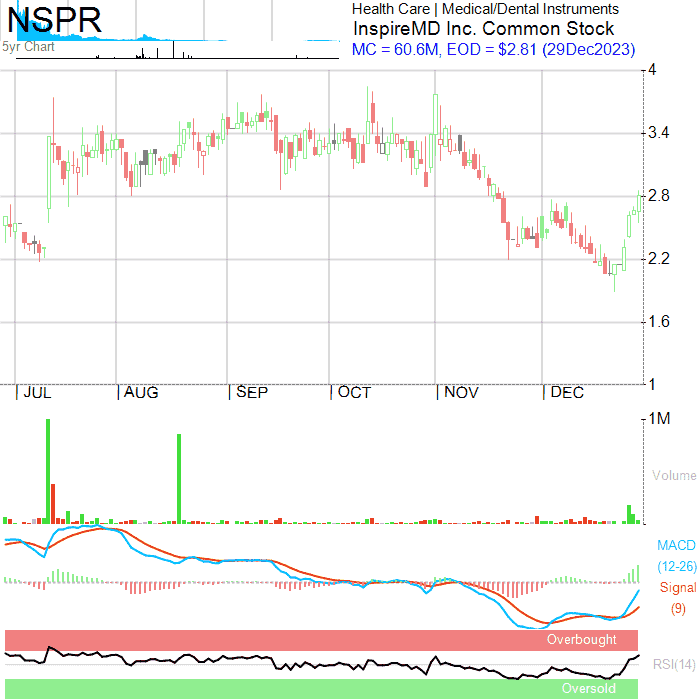 NSPR
5yr Chart
Health Care | Medical/Dental Instruments
InspireMD Inc. Common Stock
MC = 60.6M, EOD = $2.81 (29Dec2023)
4
3.4
2.8
2.2
1.6
1
JUL AUG SEP OCT NOV DEC
1M
Volume
MACD
(12-26)
Signal
(9)
Overbought
RSI(14)
Oversold